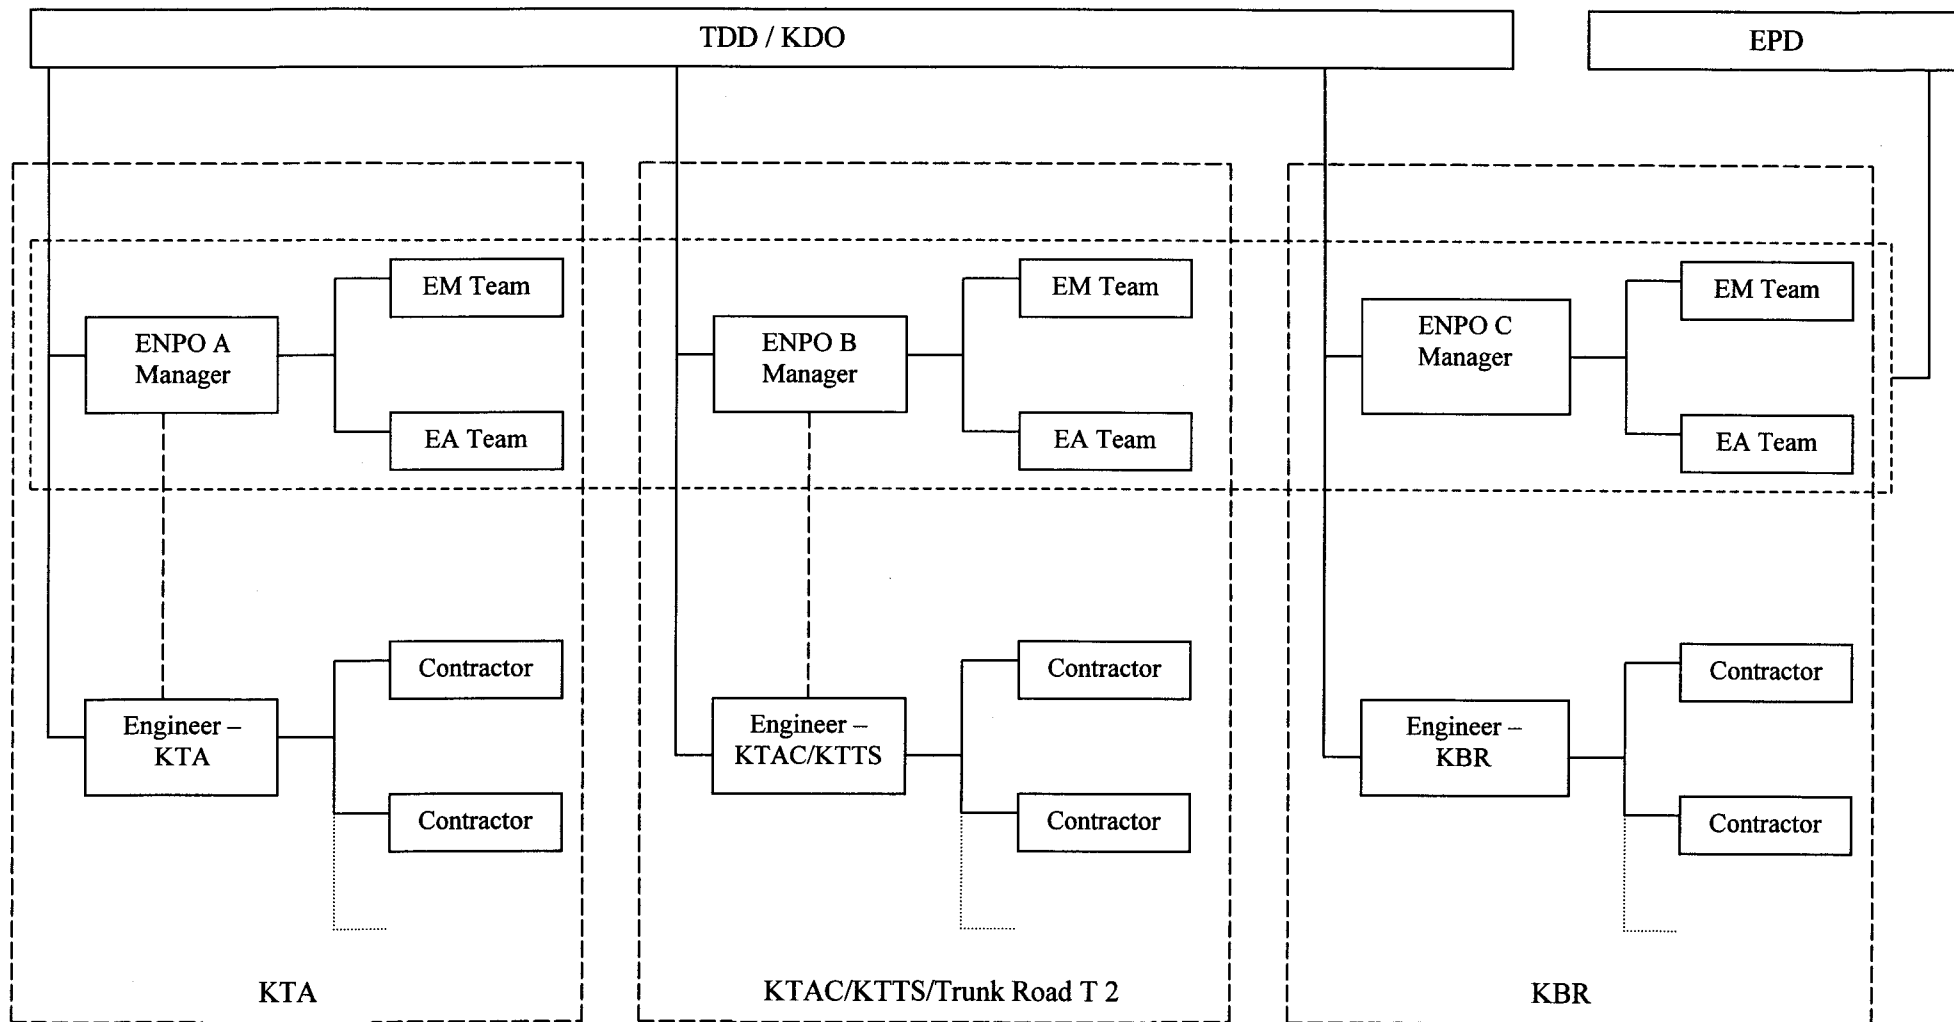 TDD / KDO
EPD
EM Team
ENPO A
Manager
EA Team
Contractor
Engineer –
KTA
Contractor
KTA
EM Team
ENPO B
Manager
EA Team
Contractor
Engineer –
KTAC/KTTS
Contractor
KTAC/KTTS/Trunk Road T 2
EM Team
ENPO C
Manager
EA Team
Contractor
Engineer –
KBR
Contractor
KBR